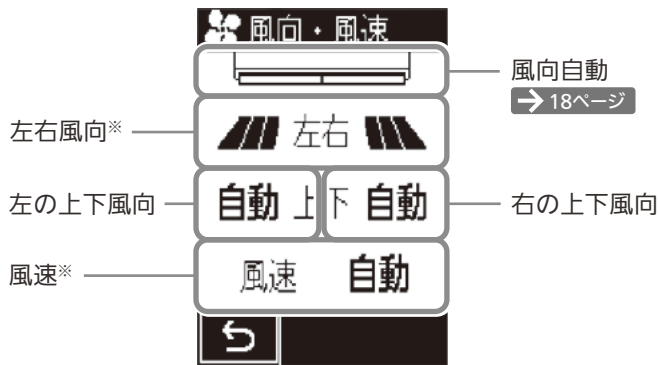 風向・風速
風向自動
→ 18ページ
左右風向※
左右
左の上下風向
自動 上下 自動
右の上下風向
風速※
風速 自動